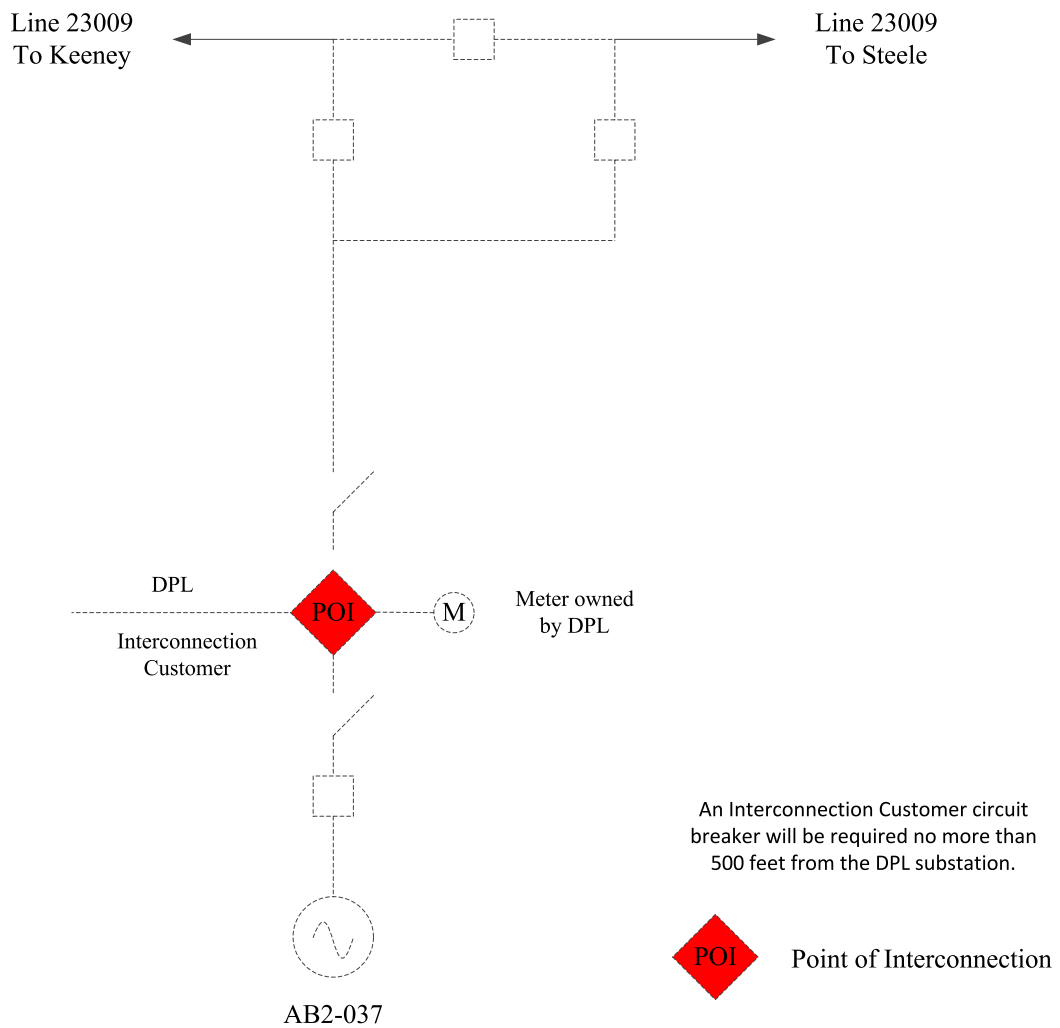 Line 23009
To Keeney
Line 23009
To Steele
DPL
POI
M
Meter owned
by DPL
Interconnection
Customer
An Interconnection Customer circuit
breaker will be required no more than
500 feet from the DPL substation.
POI
Point of Interconnection
AB2-037